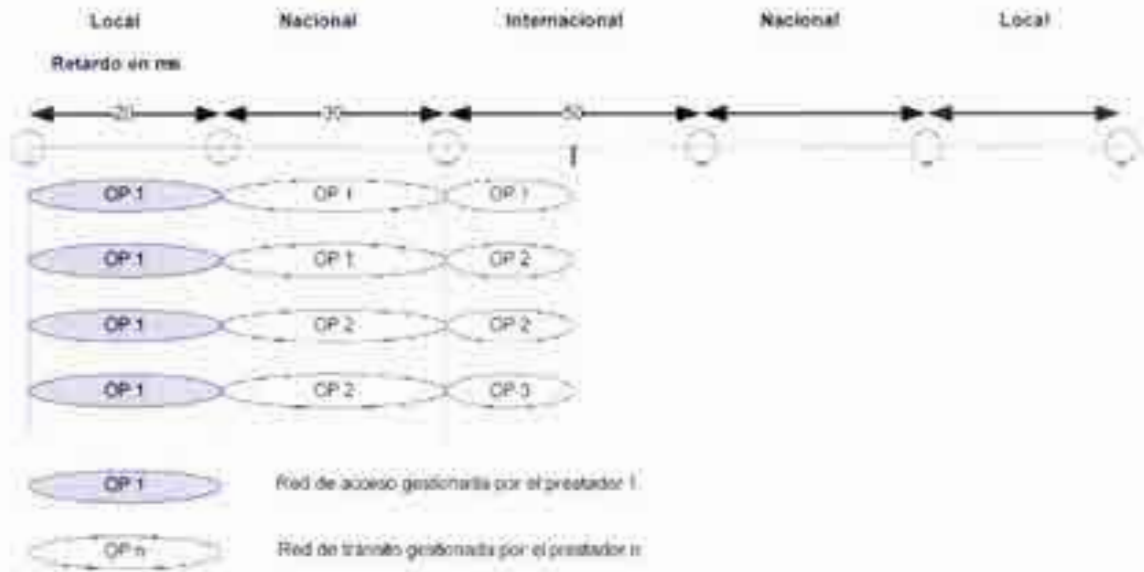 Local Nacional Internacional Nacional Local
Retardo en ms
20 30 50
OP 1 OP 1 OP 1
OP 1 OP 1 OP 2
OP 1 OP 2 OP 2
OP 1 OP 2 OP 3
OP 1 Red de acceso gestionada por el prestador 1.
OP n Red de tránsito gestionada por el prestador n